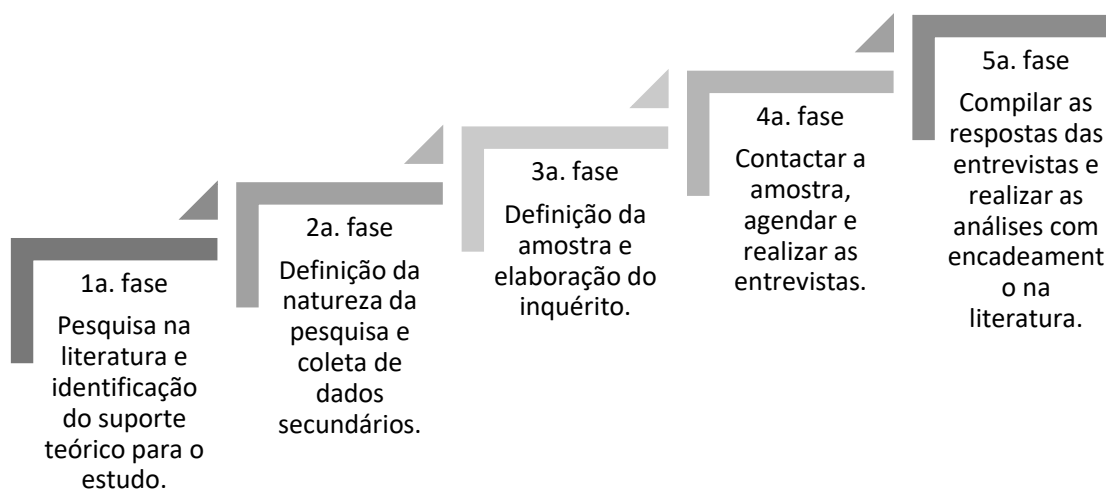 1a. fase
Pesquisa na
literatura e
identificação
do suporte
teórico para o
estudo.
2a. fase
Definição da
natureza da
pesquisa e
coleta de
dados
secundários.
3a. fase
Definição da
amostra e
elaboração do
inquérito.
4a. fase
Contactar a
amostra,
agendar e
realizar as
entrevistas.
5a. fase
Compilar as
respostas das
entrevistas e
realizar as
análises com
encadeament
o na
literatura.